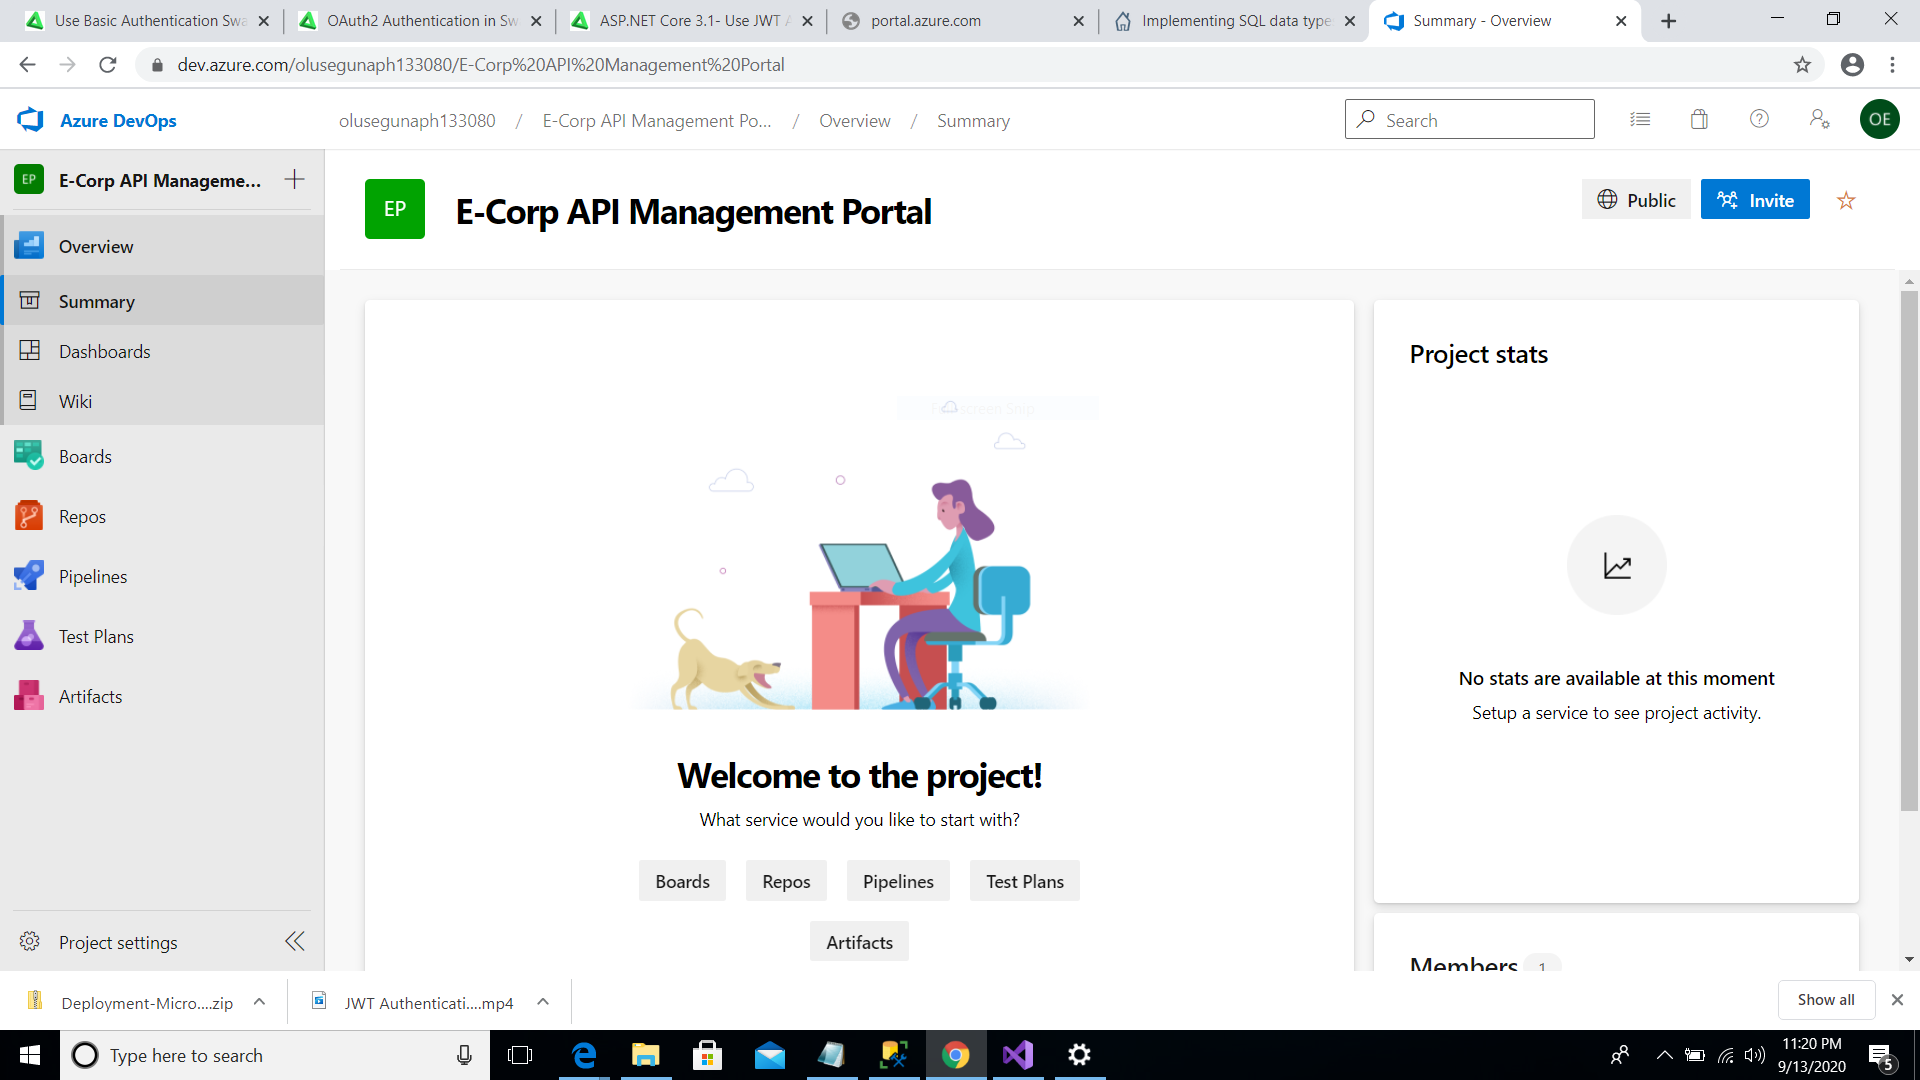 Use Basic Authentication Swa
OAuth2 Authentication in Sw
ASP.NET Core 3.1- Use JWT A
portal.azure.com
Implementing SQL data type
Summary - Overview
dev.azure.com/olusegunaph133080/E-Corp%20API%20Management%20Portal
Azure DevOps
olusegunaph133080 / E-Corp API Management Po... / Overview / Summary
Search
OE
EP
E-Corp API Manageme...
Overview
Summary
Dashboards
Wiki
Boards
Repos
Pipelines
Test Plans
Artifacts
Project settings
EP
E-Corp API Management Portal
Public
Invite
Welcome to the project!
What service would you like to start with?
Boards
Repos
Pipelines
Test Plans
Artifacts
Project stats
No stats are available at this moment
Setup a service to see project activity.
Members 1
Deployment-Micro....zip
JWT Authenticati....mp4
Show all
Type here to search
11:20 PM
9/13/2020
5